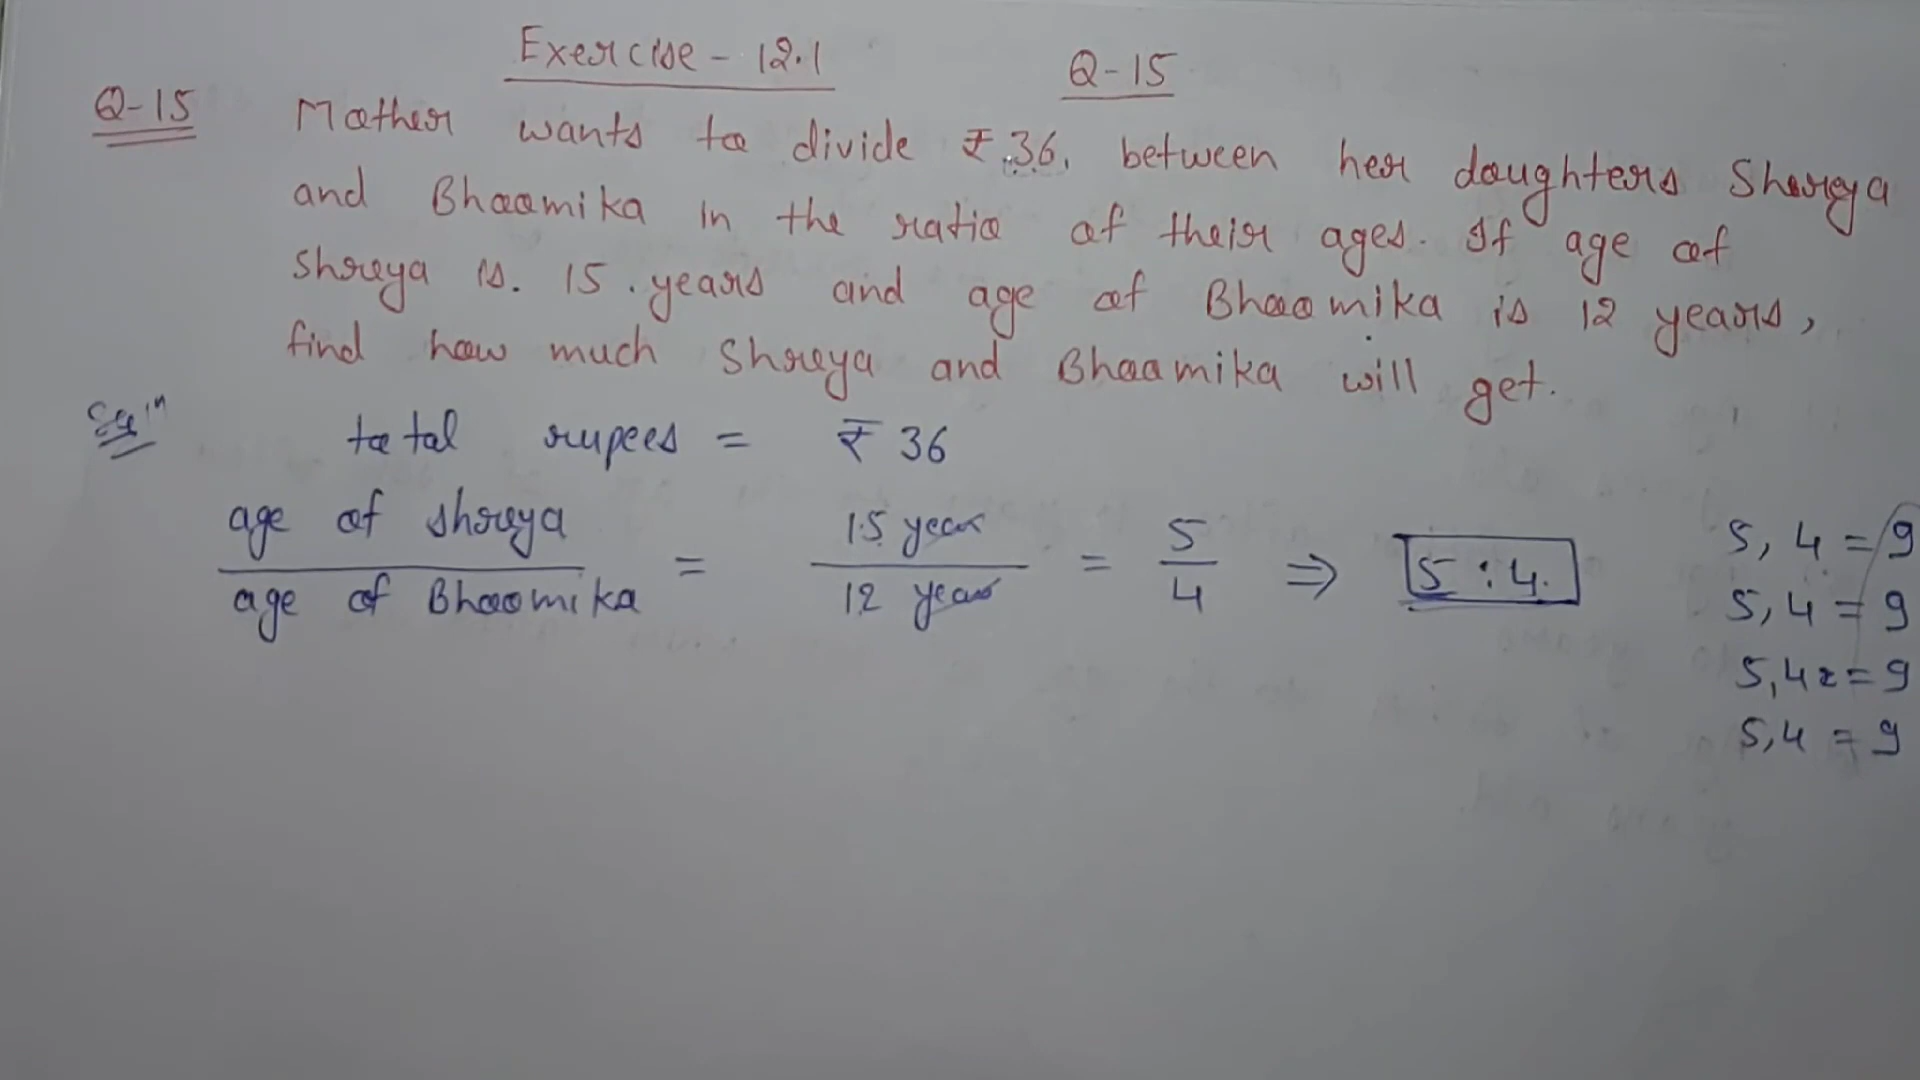 Exercise - 12.1 Q-15
Q-15 Mother wants to divide ₹ 36, between her daughters Shreya
and Bhoomika in the ratio of their ages. If age of
Shreya is 15 years and age of Bhoomika is 12 years,
find how much Shreya and Bhoomika will get.
Solⁿ total rupees = ₹ 36
age of Shreya / age of Bhoomika = 15 year / 12 year = 5/4 ⇒ 5 : 4
5, 4 = 9
5, 4 = 9
5, 4 = 9
5, 4 = 9